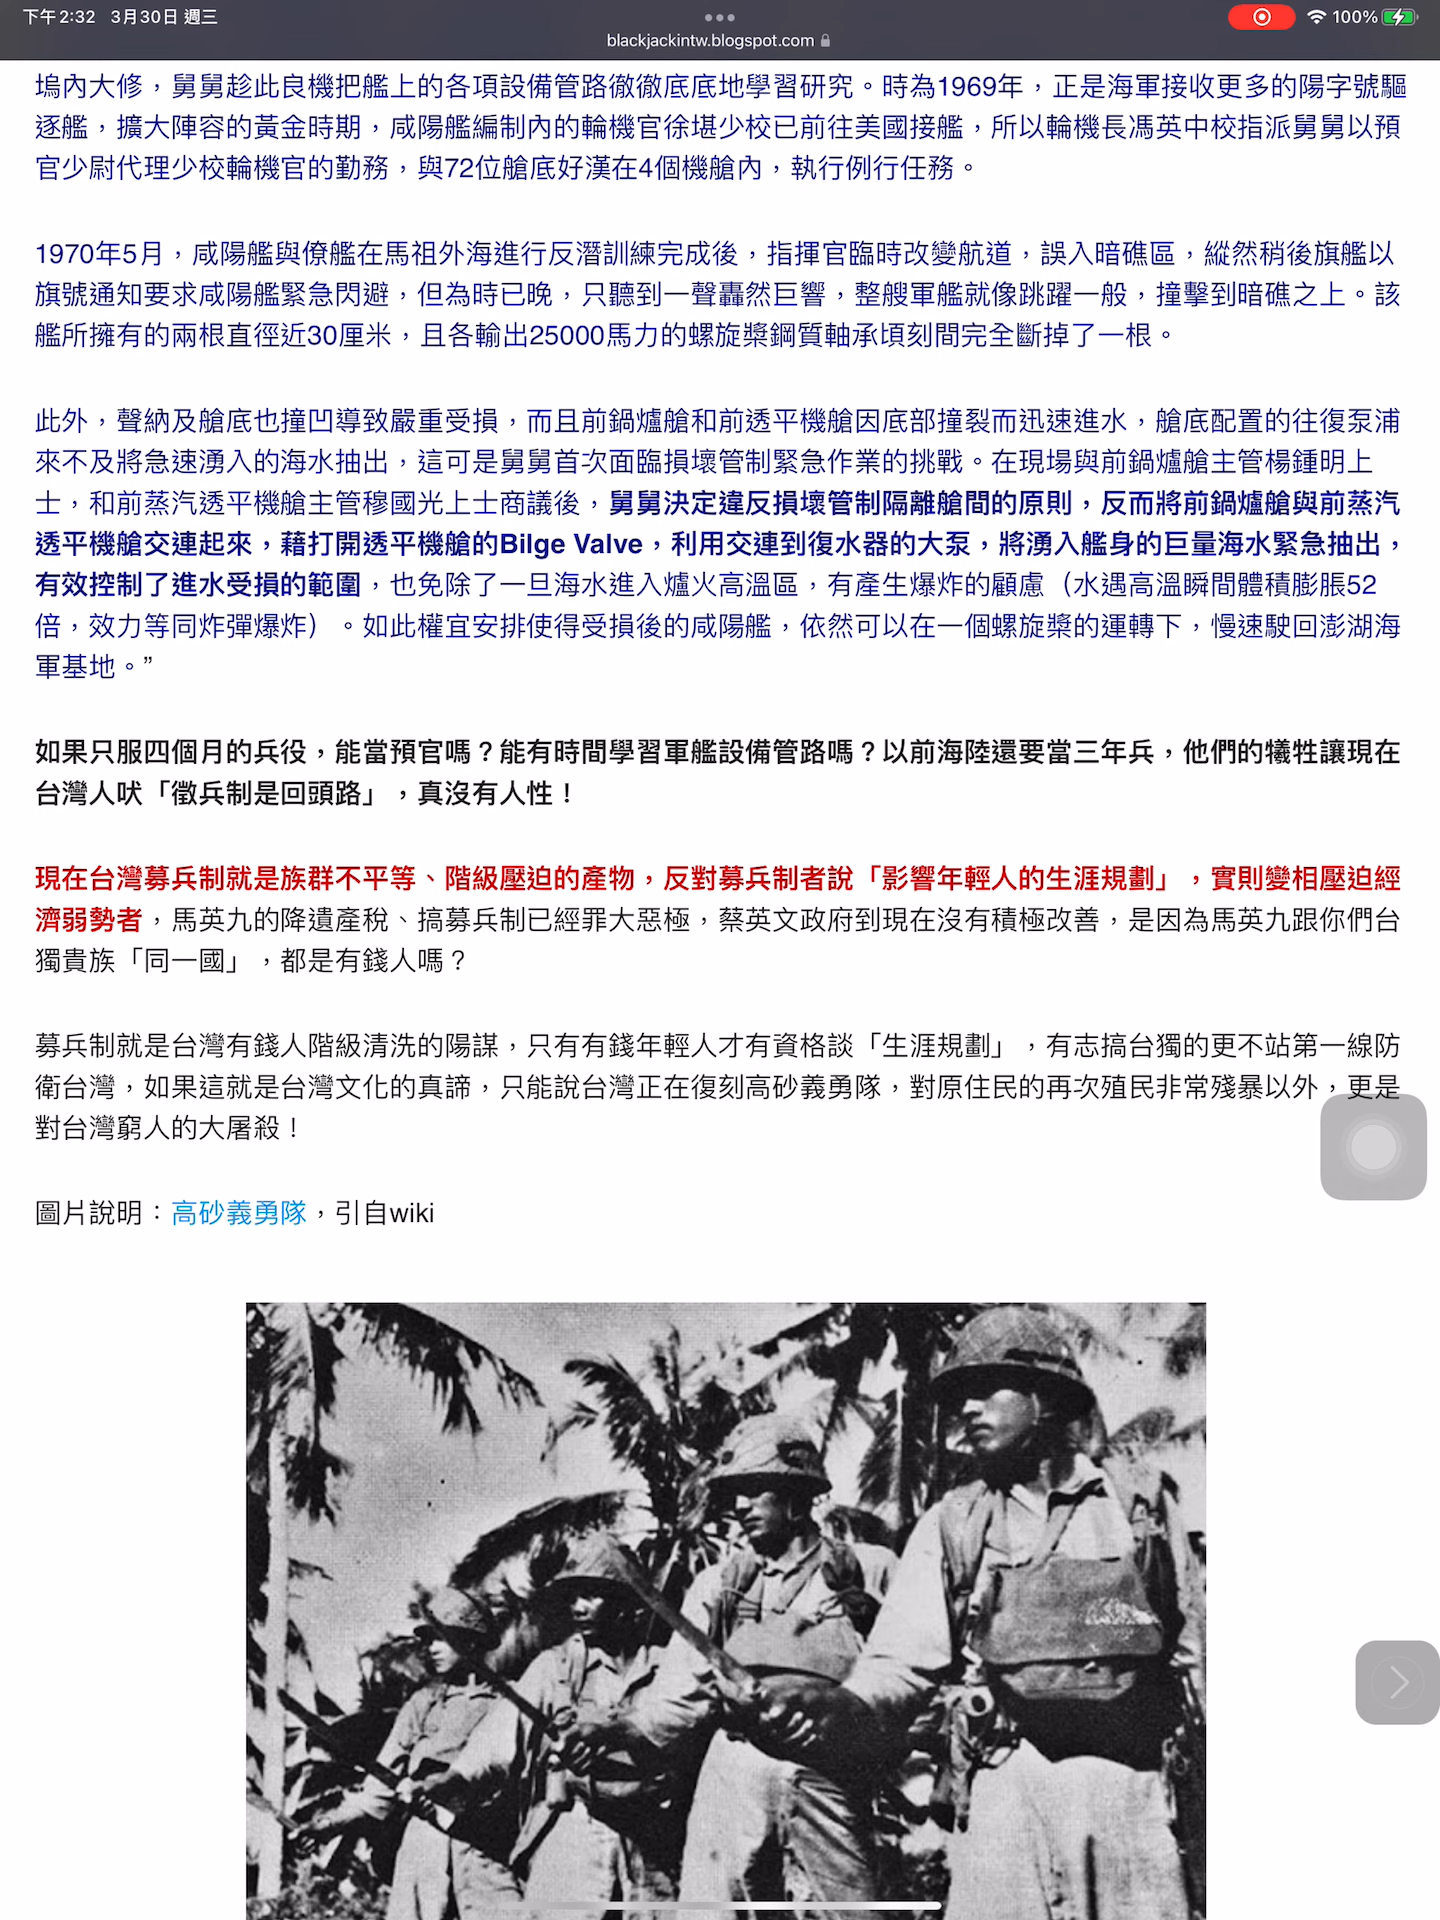 下午2:32 3月30日 週三
100%
blackjackintw.blogspot.com
塢內大修，舅舅趁此良機把艦上的各項設備管路徹徹底底地學習研究。時為1969年，正是海軍接收更多的陽字號驅
逐艦，擴大陣容的黃金時期，咸陽艦編制內的輪機官徐堪少校已前往美國接艦，所以輪機長馮英中校指派舅舅以預
官少尉代理少校輪機官的勤務，與72位艙底好漢在4個機艙內，執行例行任務。
1970年5月，咸陽艦與僚艦在馬祖外海進行反潛訓練完成後，指揮官臨時改變航道，誤入暗礁區，縱然稍後旗艦以
旗號通知要求咸陽艦緊急閃避，但為時已晚，只聽到一聲轟然巨響，整艘軍艦就像跳躍一般，撞擊到暗礁之上。該
艦所擁有的兩根直徑近30厘米，且各輸出25000馬力的螺旋槳鋼質軸承頃刻間完全斷掉了一根。
此外，聲納及艙底也撞凹導致嚴重受損，而且前鍋爐艙和前透平機艙因底部撞裂而迅速進水，艙底配置的往復泵浦
來不及將急速湧入的海水抽出，這可是舅舅首次面臨損壞管制緊急作業的挑戰。在現場與前鍋爐艙主管楊鍾明上
士，和前蒸汽透平機艙主管穆國光上士商議後，舅舅決定違反損壞管制隔離艙間的原則，反而將前鍋爐艙與前蒸汽
透平機艙交連起來，藉打開透平機艙的Bilge Valve，利用交連到復水器的大泵，將湧入艦身的巨量海水緊急抽出，
有效控制了進水受損的範圍，也免除了一旦海水進入爐火高溫區，有產生爆炸的顧慮（水遇高溫瞬間體積膨脹52
倍，效力等同炸彈爆炸）。如此權宜安排使得受損後的咸陽艦，依然可以在一個螺旋槳的運轉下，慢速駛回澎湖海
軍基地。”
如果只服四個月的兵役，能當預官嗎？能有時間學習軍艦設備管路嗎？以前海陸還要當三年兵，他們的犧牲讓現在
台灣人吠「徵兵制是回頭路」，真沒有人性！
現在台灣募兵制就是族群不平等、階級壓迫的產物，反對募兵制者說「影響年輕人的生涯規劃」，實則變相壓迫經
濟弱勢者，馬英九的降遺產稅、搞募兵制已經罪大惡極，蔡英文政府到現在沒有積極改善，是因為馬英九跟你們台
獨貴族「同一國」，都是有錢人嗎？
募兵制就是台灣有錢人階級清洗的陽謀，只有有錢年輕人才有資格談「生涯規劃」，有志搞台獨的更不站第一線防
衛台灣，如果這就是台灣文化的真諦，只能說台灣正在復刻高砂義勇隊，對原住民的再次殖民非常殘暴以外，更是
對台灣窮人的大屠殺！
圖片說明：高砂義勇隊，引自wiki